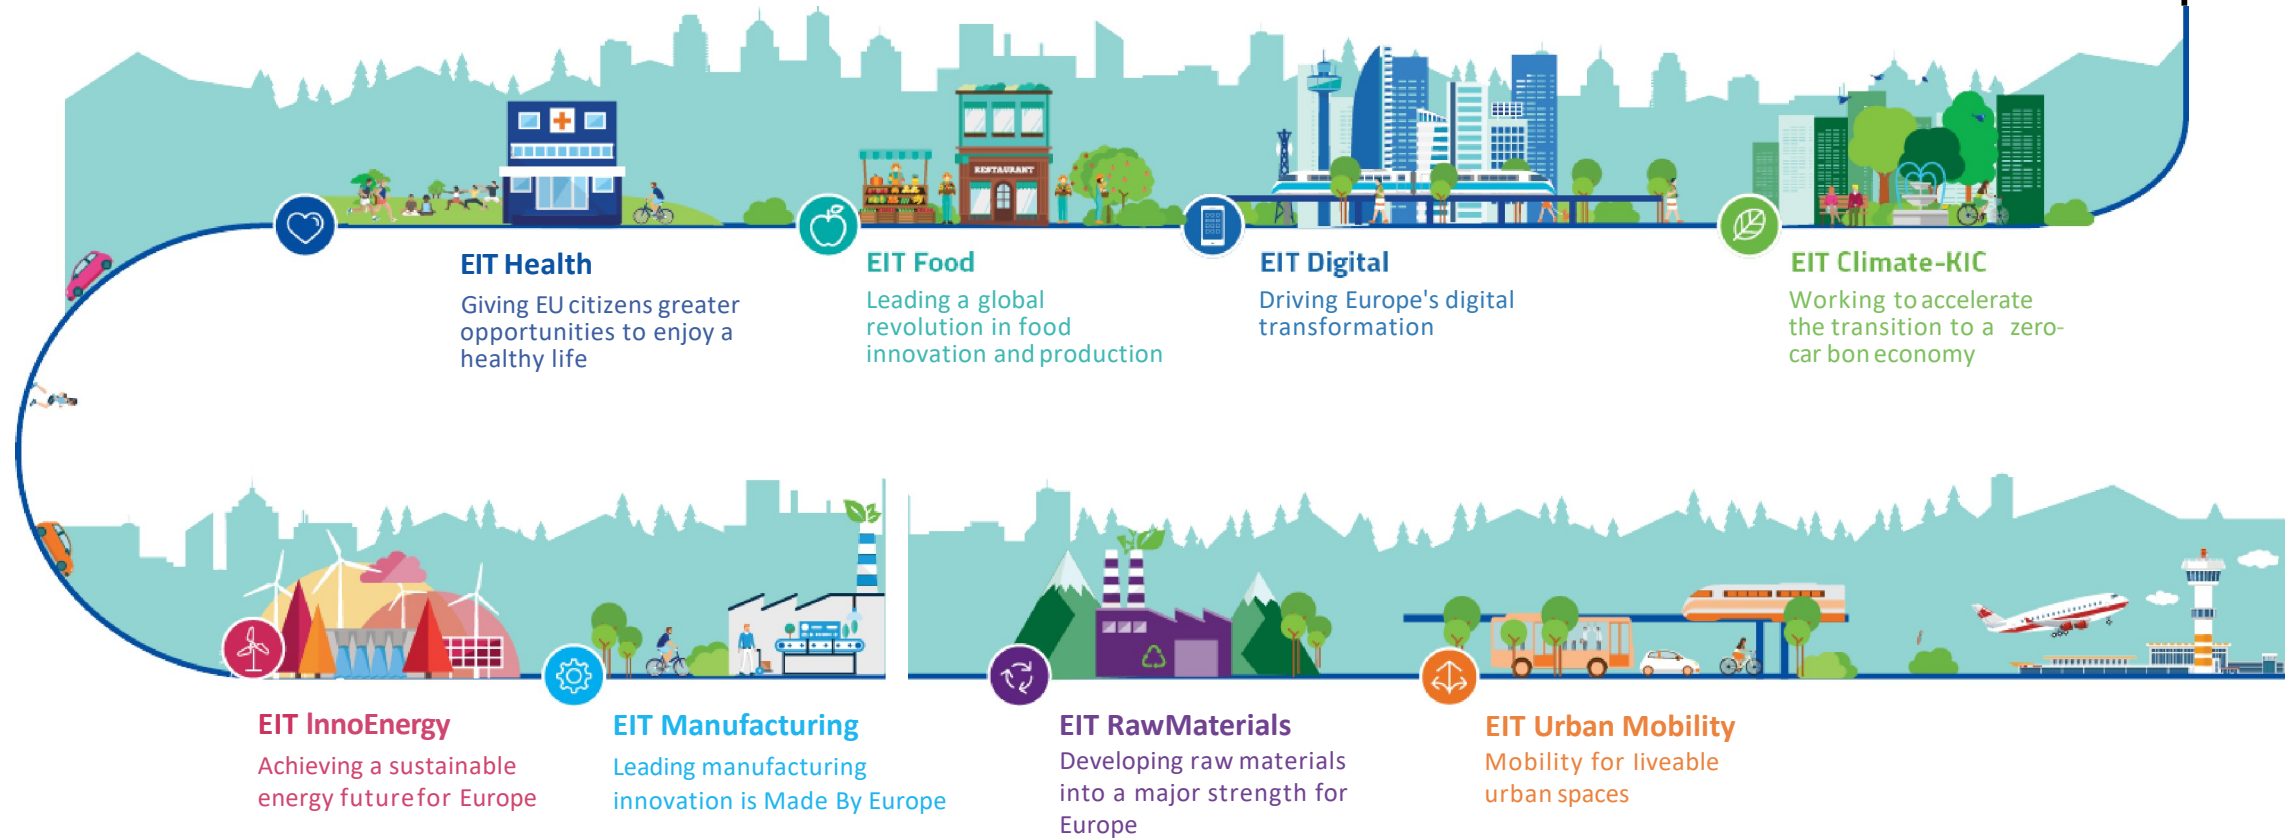 RESTAURANT
EIT Health
Giving EU citizens greater
opportunities to enjoy a
healthy life
EIT Food
Leading a global
revolution in food
innovation and production
EIT Digital
Driving Europe's digital
transformation
EIT Climate-KIC
Working to accelerate
the transition to a zero-
car bon economy
EIT InnoEnergy
Achieving a sustainable
energy future for Europe
EIT Manufacturing
Leading manufacturing
innovation is Made By Europe
EIT RawMaterials
Developing raw materials
into a major strength for
Europe
EIT Urban Mobility
Mobility for liveable
urban spaces